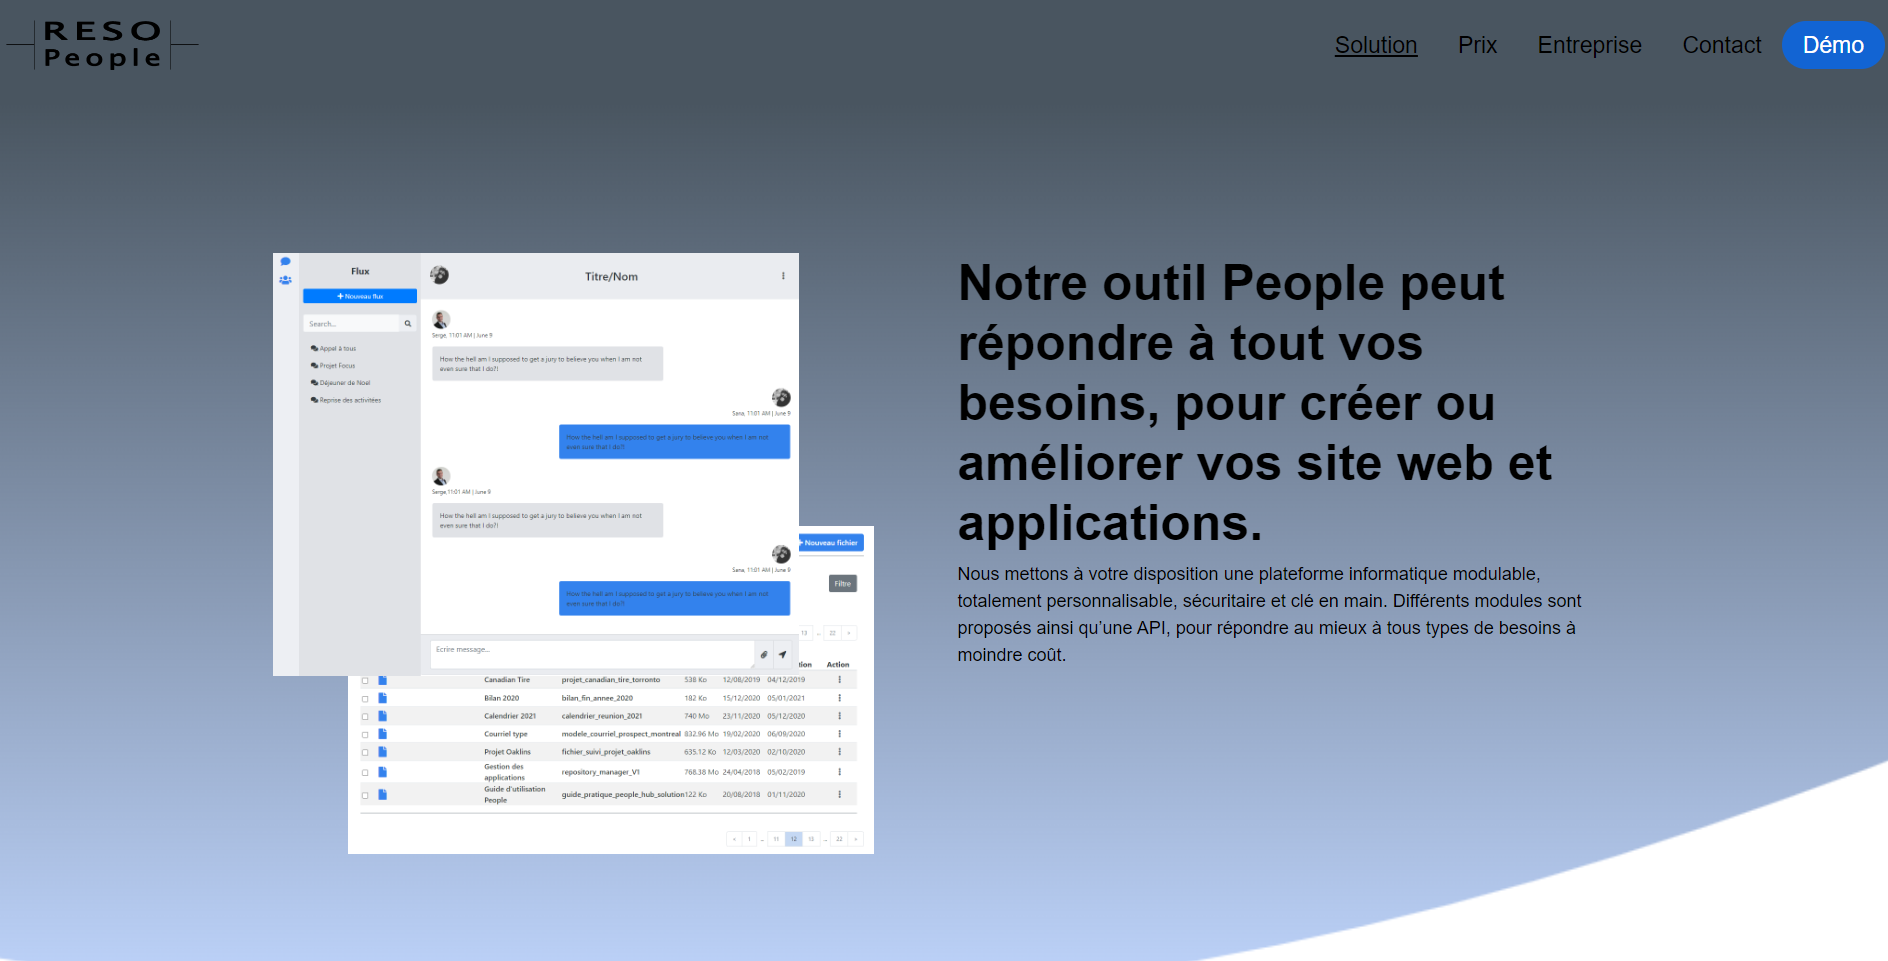 RESO
People
Solution Prix Entreprise Contact Démo
Flux
Titre/Nom
Nouveau flux
Search...
Appel à tous
Projet Focus
Déjeuner de Noel
Reprise des activitées
Serge, 11:01 AM | June 9
How the hell am I supposed to get a jury to believe you when I am not
even sure that I do?!
Sana, 11:01 AM | June 9
How the hell am I supposed to get a jury to believe you when I am not
even sure that I do?!
Serge, 11:01 AM | June 9
How the hell am I supposed to get a jury to believe you when I am not
even sure that I do?!
Sana, 11:01 AM | June 9
How the hell am I supposed to get a jury to believe you when I am not
even sure that I do?!
Ecrire message...
Nouveau fichier
Filtre
13 .. 22 »
Action
Canadian Tire projet_canadian_tire_torronto 538 Ko 12/08/2019 04/12/2019
Bilan 2020 bilan_fin_annee_2020 182 Ko 15/12/2020 05/01/2021
Calendrier 2021 calendrier_reunion_2021 740 Mo 23/11/2020 05/12/2020
Courriel type modele_courriel_prospect_montreal 832.96 Mo 19/02/2020 06/09/2020
Projet Oaklins fichier_suivi_projet_oaklins 635.12 Ko 12/03/2020 02/10/2020
Gestion des
applications repository_manager_V1 768.38 Mo 24/04/2018 05/02/2019
Guide d'utilisation
People guide_pratique_people_hub_solution 122 Ko 20/08/2018 01/11/2020
« 1 .. 11 12 13 .. 22 »
Notre outil People peut
répondre à tout vos
besoins, pour créer ou
améliorer vos site web et
applications.
Nous mettons à votre disposition une plateforme informatique modulable,
totalement personnalisable, sécuritaire et clé en main. Différents modules sont
proposés ainsi qu’une API, pour répondre au mieux à tous types de besoins à
moindre coût.